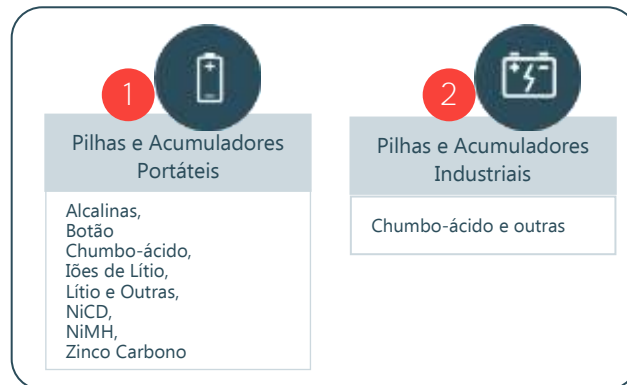 1
Pilhas e Acumuladores
Portáteis
Alcalinas,
Botão
Chumbo-ácido,
Iões de Lítio,
Lítio e Outras,
NiCD,
NiMH,
Zinco Carbono
2
Pilhas e Acumuladores
Industriais
Chumbo-ácido e outras